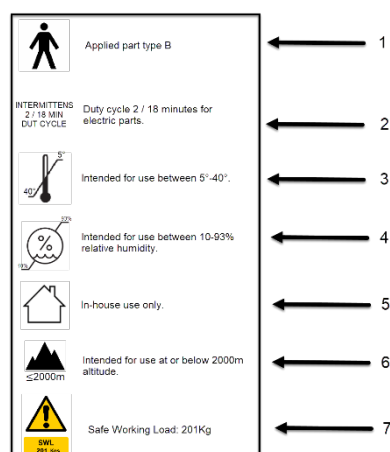 Applied part type B
1
INTERMITTENS
2 / 18 MIN
DUT CYCLE
Duty cycle 2 / 18 minutes for
electric parts.
2
5°
40°
Intended for use between 5°-40°.
3
93%
%
10%
Intended for use between 10-93%
relative humidity.
4
In-house use only.
5
≤2000m
Intended for use at or below 2000m
altitude.
6
SWL
201 KGS
Safe Working Load: 201Kg
7